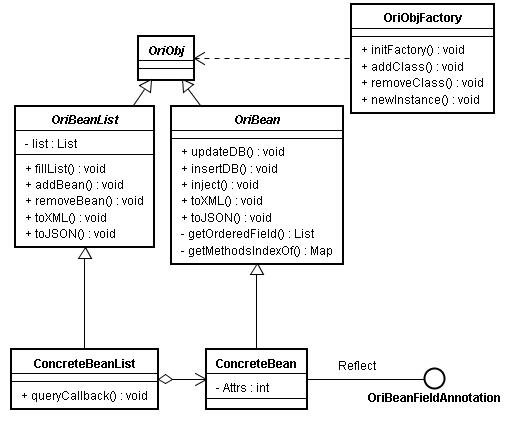 OriObjFactory
+ initFactory() : void
+ addClass() : void
+ removeClass() : void
+ newInstance() : void
OriObj
OriBeanList
- list : List
+ fillList() : void
+ addBean() : void
+ removeBean() : void
+ toXML() : void
+ toJSON() : void
OriBean
+ updateDB() : void
+ insertDB() : void
+ inject() : void
+ toXML() : void
+ toJSON() : void
- getOrderedField() : List
- getMethodsIndexOf() : Map
ConcreteBeanList
+ queryCallback() : void
ConcreteBean
- Attrs : int
Reflect
OriBeanFieldAnnotation